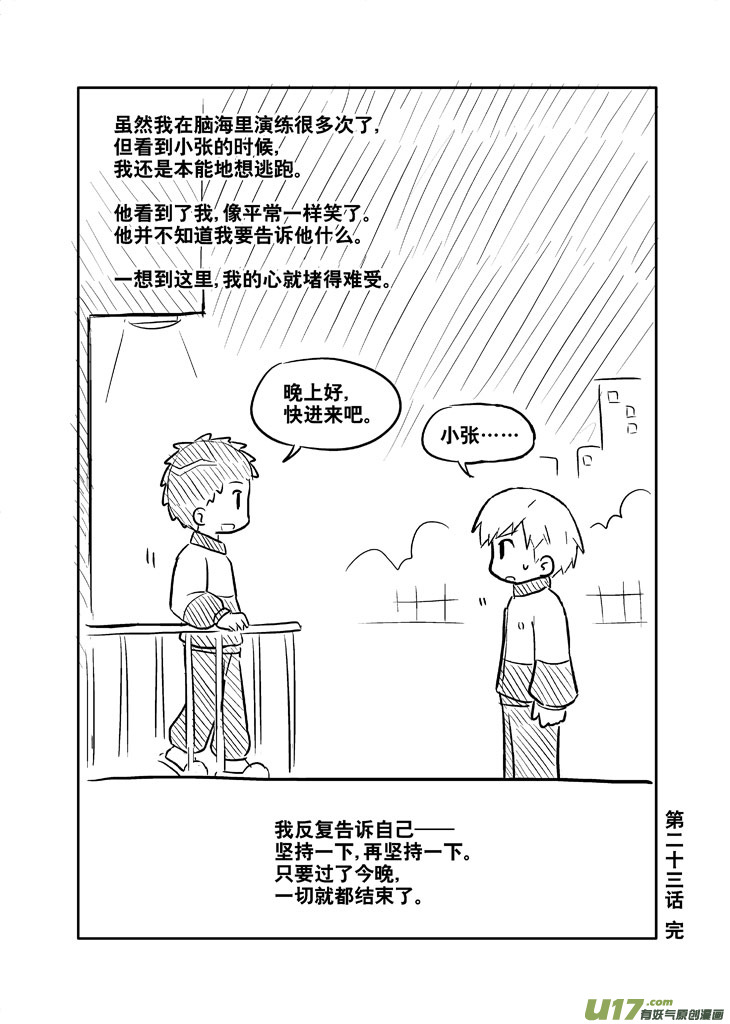 虽然我在脑海里演练很多次了,
但看到小张的时候,
我还是本能地想逃跑。
他看到了我,像平常一样笑了。
他并不知道我要告诉他什么。
一想到这里,我的心就堵得难受。
晚上好,
快进来吧。
小张……
我反复告诉自己——
坚持一下,再坚持一下。
只要过了今晚,
一切就都结束了。
第二十三话 完
U17.com
有妖气原创漫画